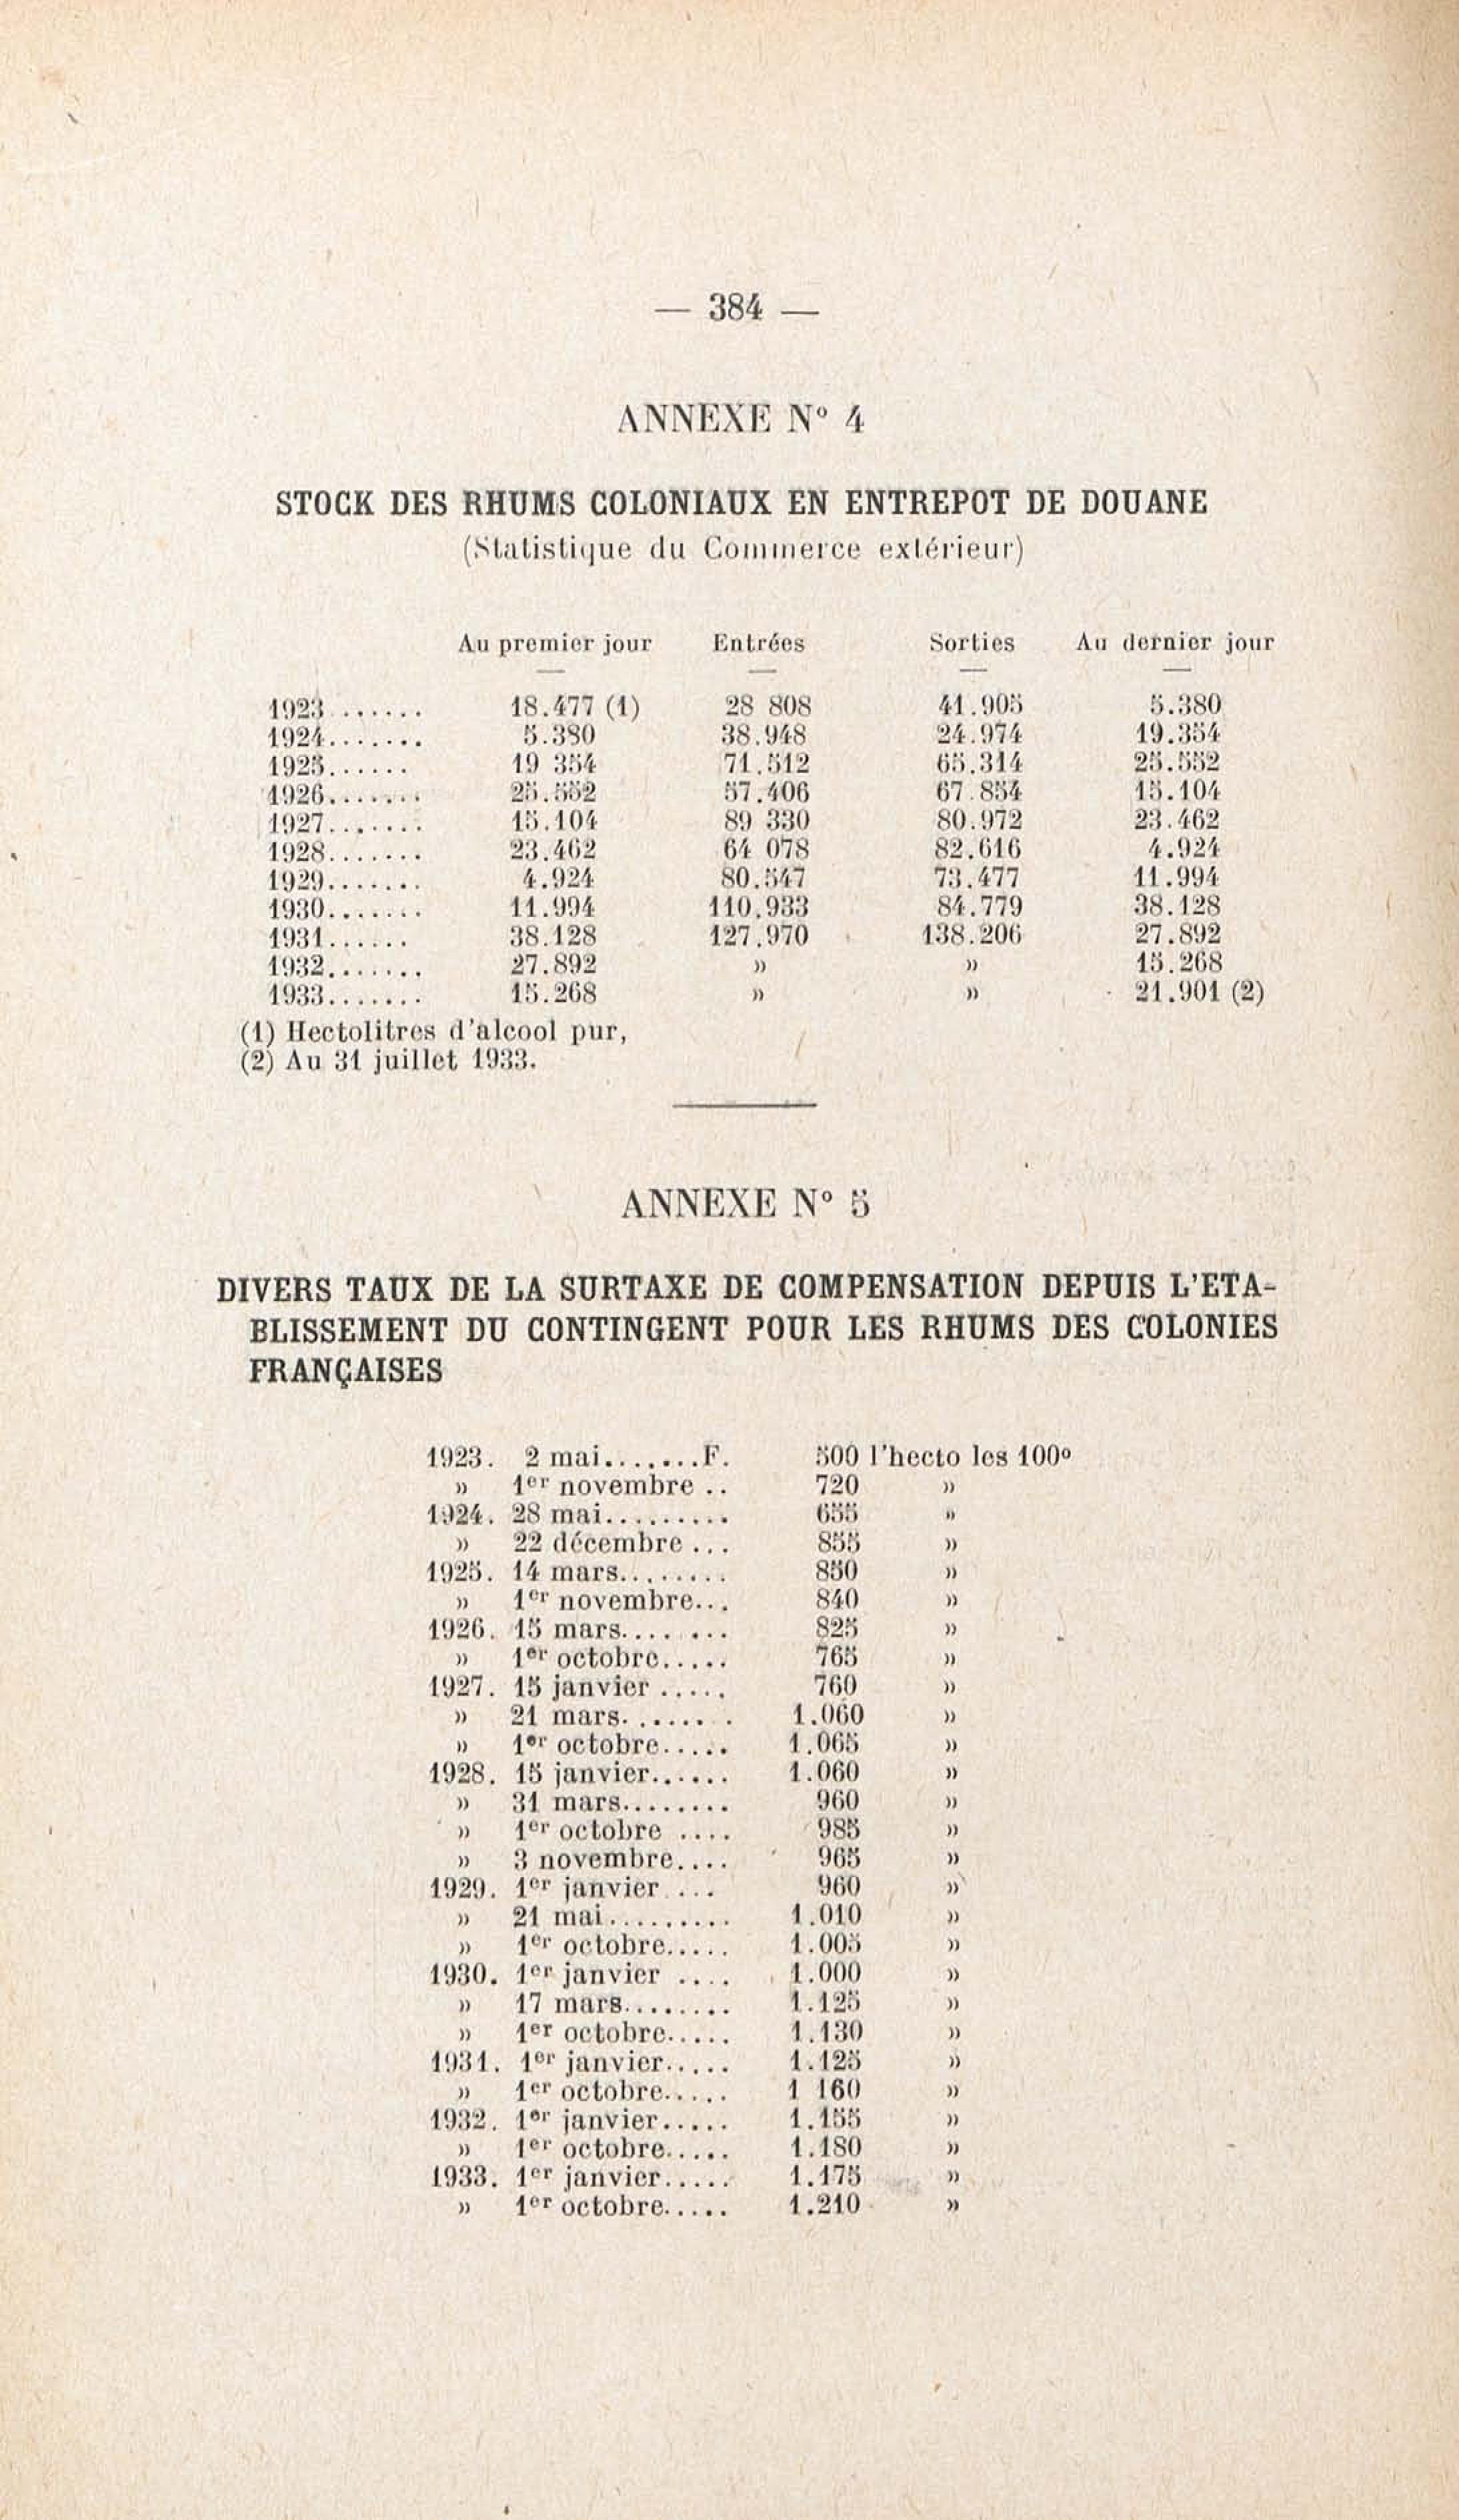 — 384 —
ANNEXE N° 4
STOCK DES RHUMS COLONIAUX EN ENTREPOT DE DOUANE
(Statistique du Commerce extérieur)
Au premier jour Entrées Sorties Au dernier jour
1923....... 18.477 (1) 28 808 41.905 5.380
1924....... 5.380 38.948 24.974 19.354
1925...... 19 354 71.512 65.314 25.552
1926....... 25.552 57.406 67.854 15.104
1927....... 15.104 89 330 80.972 23.462
1928....... 23.462 64 078 82.616 4.924
1929....... 4.924 80.547 73.477 11.994
1930....... 11.994 110.933 84.779 38.128
1931...... 38.128 127.970 138.206 27.892
1932....... 27.892 » » 15.268
1933....... 15.268 » » 21.901 (2)
(1) Hectolitres d'alcool pur,
(2) Au 31 juillet 1933.
ANNEXE N° 5
DIVERS TAUX DE LA SURTAXE DE COMPENSATION DEPUIS L'ETA-
BLISSEMENT DU CONTINGENT POUR LES RHUMS DES COLONIES
FRANÇAISES
1923. 2 mai.......F. 500 l'hecto les 100°
» 1er novembre .. 720 »
1924. 28 mai......... 655 »
» 22 décembre ... 855 »
1925. 14 mars........ 850 »
» 1er novembre... 840 »
1926. 15 mars........ 825 »
» 1er octobre..... 765 »
1927. 15 janvier ..... 760 »
» 21 mars........ 1.060 »
» 1er octobre..... 1.065 »
1928. 15 janvier...... 1.060 »
» 31 mars........ 960 »
» 1er octobre .... 985 »
» 3 novembre.... 965 »
1929. 1er janvier ... 960 »
» 21 mai.......... 1.010 »
» 1er octobre..... 1.005 »
1930. 1er janvier .... 1.000 »
» 17 mars........ 1.125 »
» 1er octobre..... 1.130 »
1931. 1er janvier..... 1.125 »
» 1er octobre..... 1 160 »
1932. 1er janvier..... 1.155 »
» 1er octobre..... 1.180 »
1933. 1er janvier..... 1.175 »
» 1er octobre..... 1.210 »